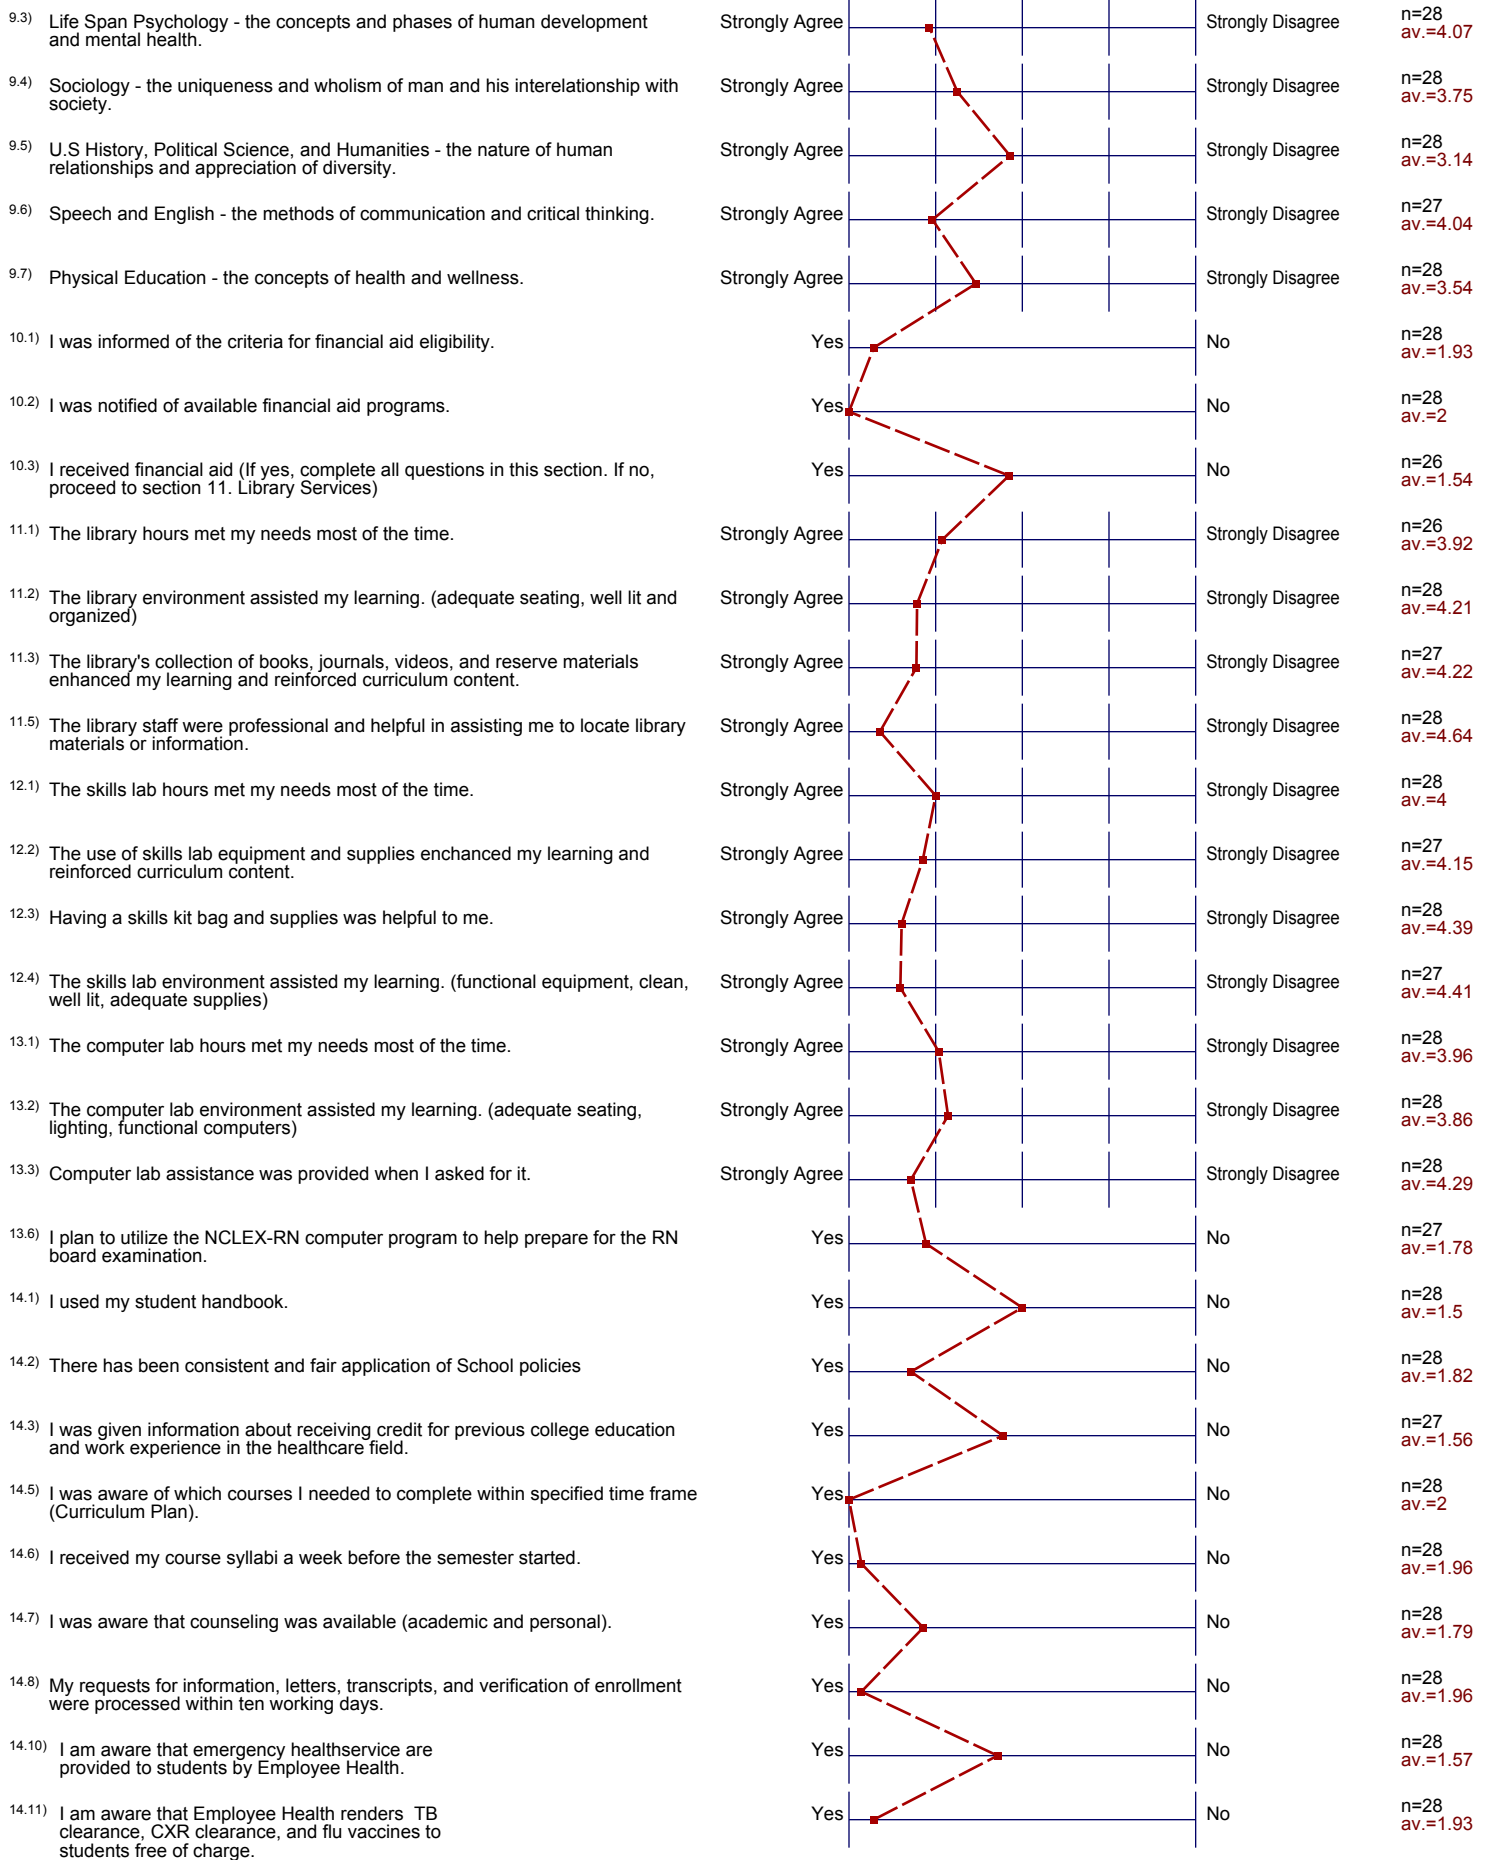 9.3) Life Span Psychology - the concepts and phases of human development Strongly Agree Strongly Disagree n=28
and mental health. av.=4.07
9.4) Sociology - the uniqueness and wholism of man and his interelationship with Strongly Agree Strongly Disagree n=28
society. av.=3.75
9.5) U.S History, Political Science, and Humanities - the nature of human Strongly Agree Strongly Disagree n=28
relationships and appreciation of diversity. av.=3.14
9.6) Speech and English - the methods of communication and critical thinking. Strongly Agree Strongly Disagree n=27
av.=4.04
9.7) Physical Education - the concepts of health and wellness. Strongly Agree Strongly Disagree n=28
av.=3.54
10.1) I was informed of the criteria for financial aid eligibility. Yes No n=28
av.=1.93
10.2) I was notified of available financial aid programs. Yes No n=28
av.=2
10.3) I received financial aid (If yes, complete all questions in this section. If no, Yes No n=26
proceed to section 11. Library Services) av.=1.54
11.1) The library hours met my needs most of the time. Strongly Agree Strongly Disagree n=26
av.=3.92
11.2) The library environment assisted my learning. (adequate seating, well lit and Strongly Agree Strongly Disagree n=28
organized) av.=4.21
11.3) The library's collection of books, journals, videos, and reserve materials Strongly Agree Strongly Disagree n=27
enhanced my learning and reinforced curriculum content. av.=4.22
11.5) The library staff were professional and helpful in assisting me to locate library Strongly Agree Strongly Disagree n=28
materials or information. av.=4.64
12.1) The skills lab hours met my needs most of the time. Strongly Agree Strongly Disagree n=28
av.=4
12.2) The use of skills lab equipment and supplies enchanced my learning and Strongly Agree Strongly Disagree n=27
reinforced curriculum content. av.=4.15
12.3) Having a skills kit bag and supplies was helpful to me. Strongly Agree Strongly Disagree n=28
av.=4.39
12.4) The skills lab environment assisted my learning. (functional equipment, clean, Strongly Agree Strongly Disagree n=27
well lit, adequate supplies) av.=4.41
13.1) The computer lab hours met my needs most of the time. Strongly Agree Strongly Disagree n=28
av.=3.96
13.2) The computer lab environment assisted my learning. (adequate seating, Strongly Agree Strongly Disagree n=28
lighting, functional computers) av.=3.86
13.3) Computer lab assistance was provided when I asked for it. Strongly Agree Strongly Disagree n=28
av.=4.29
13.6) I plan to utilize the NCLEX-RN computer program to help prepare for the RN Yes No n=27
board examination. av.=1.78
14.1) I used my student handbook. Yes No n=28
av.=1.5
14.2) There has been consistent and fair application of School policies Yes No n=28
av.=1.82
14.3) I was given information about receiving credit for previous college education Yes No n=27
and work experience in the healthcare field. av.=1.56
14.5) I was aware of which courses I needed to complete within specified time frame Yes No n=28
(Curriculum Plan). av.=2
14.6) I received my course syllabi a week before the semester started. Yes No n=28
av.=1.96
14.7) I was aware that counseling was available (academic and personal). Yes No n=28
av.=1.79
14.8) My requests for information, letters, transcripts, and verification of enrollment Yes No n=28
were processed within ten working days. av.=1.96
14.10) I am aware that emergency healthservice are Yes No n=28
provided to students by Employee Health. av.=1.57
14.11) I am aware that Employee Health renders TB Yes No n=28
clearance, CXR clearance, and flu vaccines to av.=1.93
students free of charge.